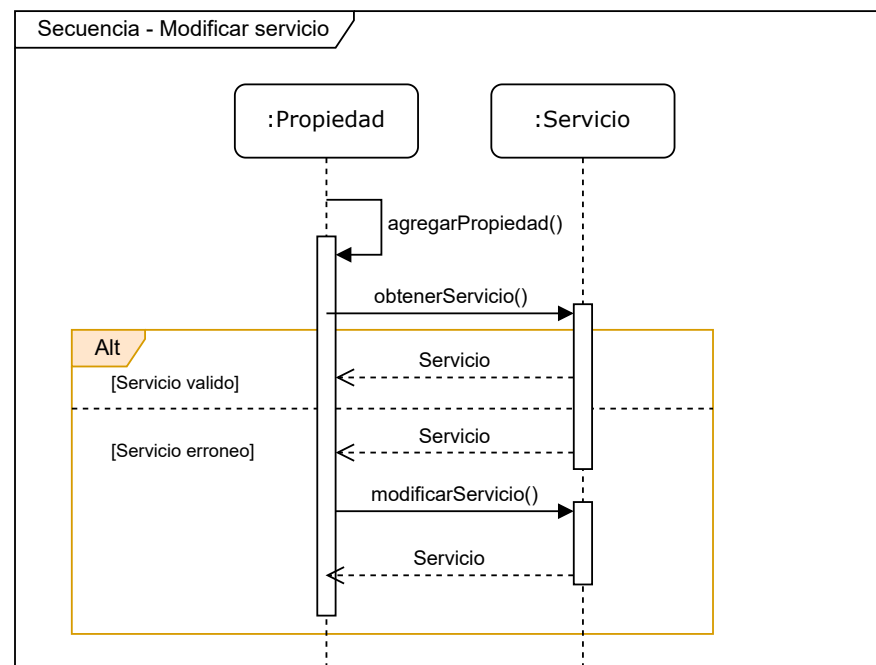 Secuencia - Modificar servicio
:Propiedad
:Servicio
agregarPropiedad()
obtenerServicio()
Alt
Servicio
[Servicio valido]
Servicio
[Servicio erroneo]
modificarServicio()
Servicio